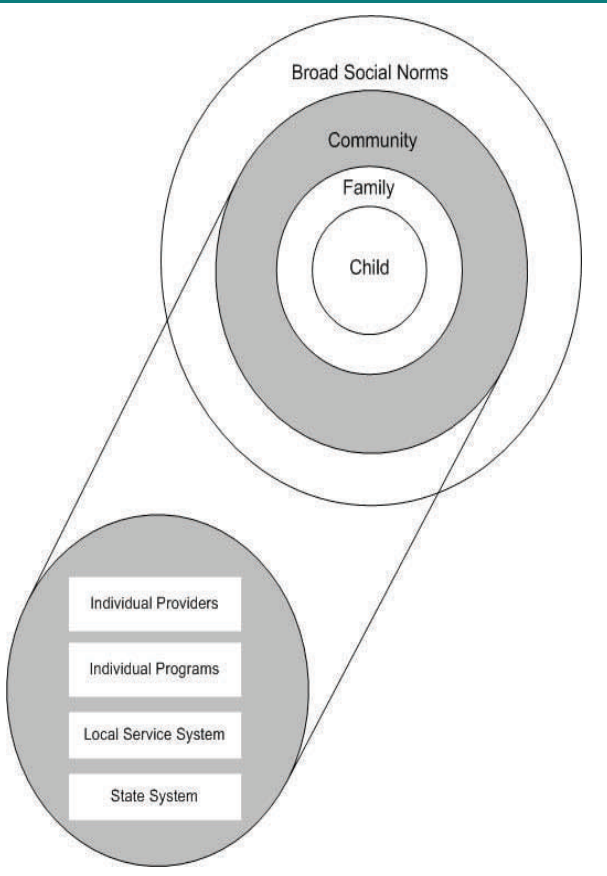 Broad Social Norms
Community
Family
Child
Individual Providers
Individual Programs
Local Service System
State System